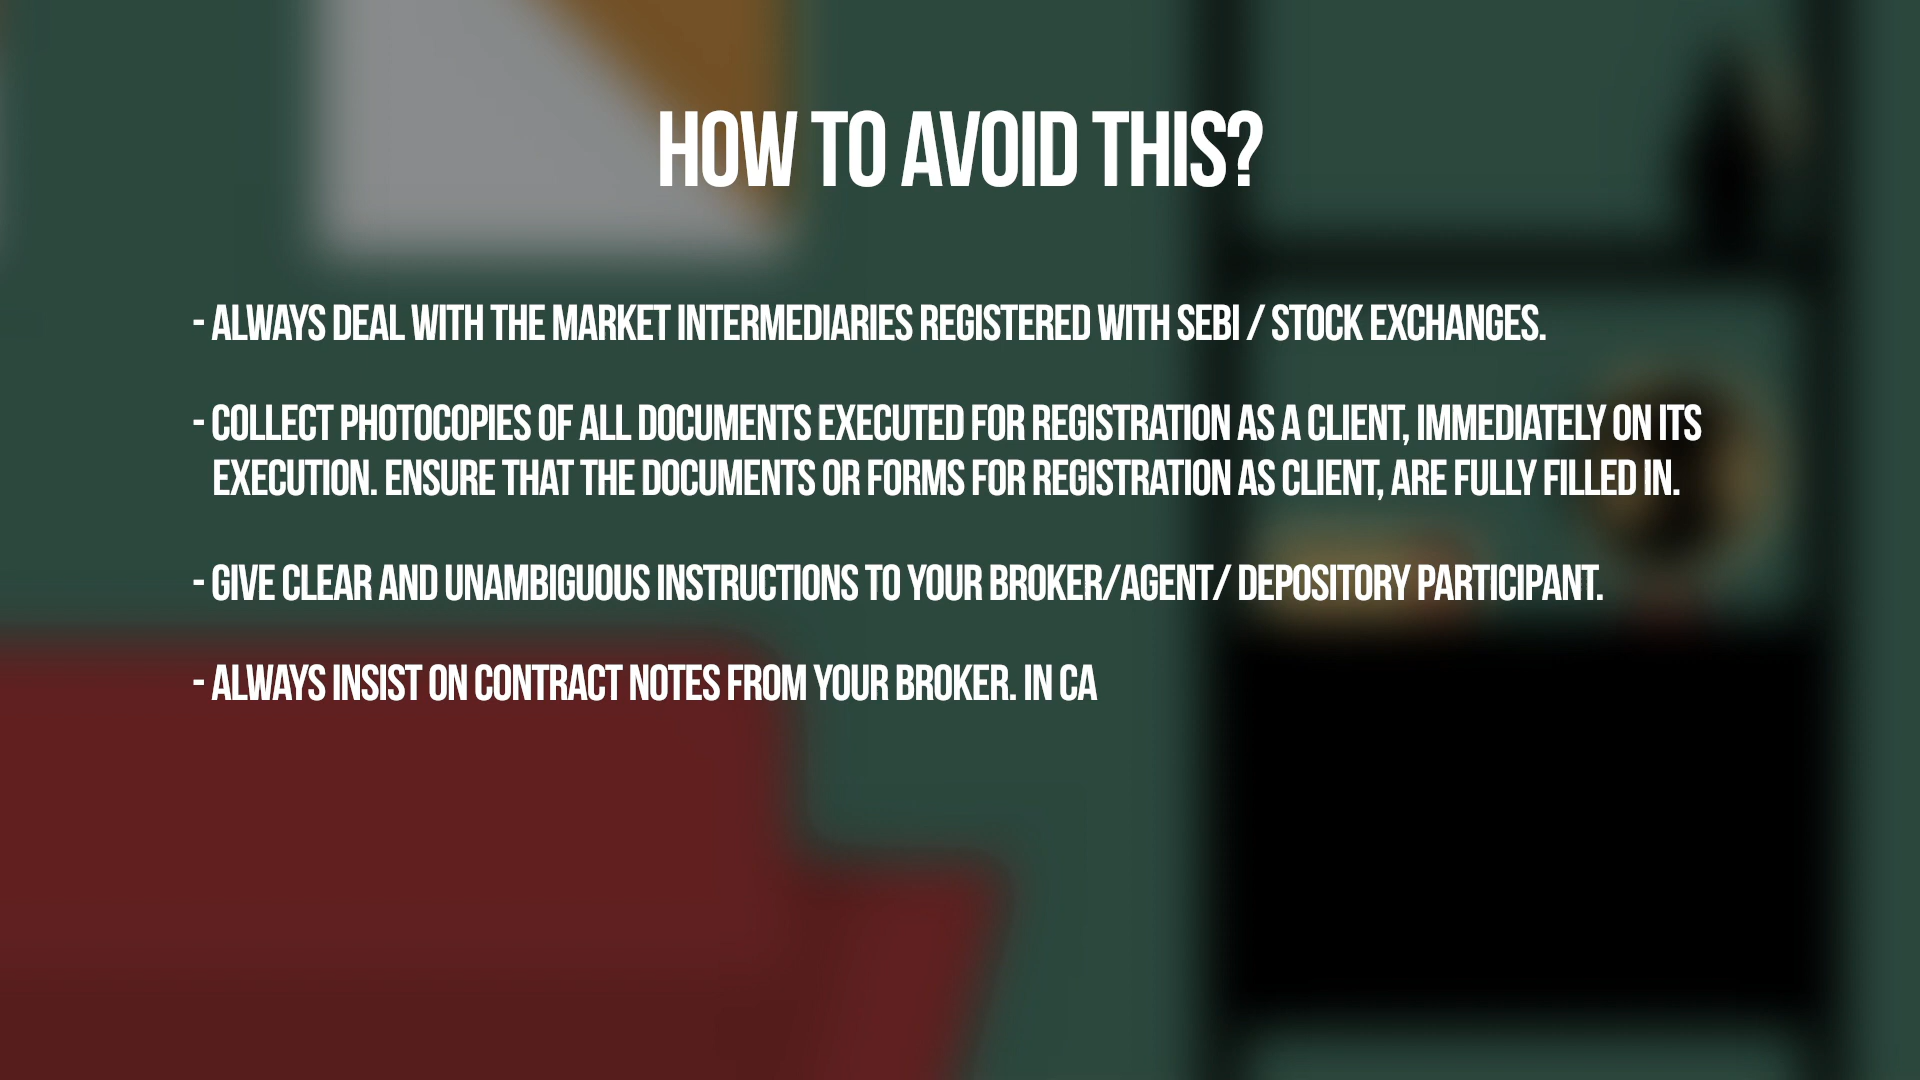 HOW TO AVOID THIS?
- ALWAYS DEAL WITH THE MARKET INTERMEDIARIES REGISTERED WITH SEBI / STOCK EXCHANGES.
- COLLECT PHOTOCOPIES OF ALL DOCUMENTS EXECUTED FOR REGISTRATION AS A CLIENT, IMMEDIATELY ON ITS
EXECUTION. ENSURE THAT THE DOCUMENTS OR FORMS FOR REGISTRATION AS CLIENT, ARE FULLY FILLED IN.
- GIVE CLEAR AND UNAMBIGUOUS INSTRUCTIONS TO YOUR BROKER/AGENT/ DEPOSITORY PARTICIPANT.
- ALWAYS INSIST ON CONTRACT NOTES FROM YOUR BROKER. IN CA